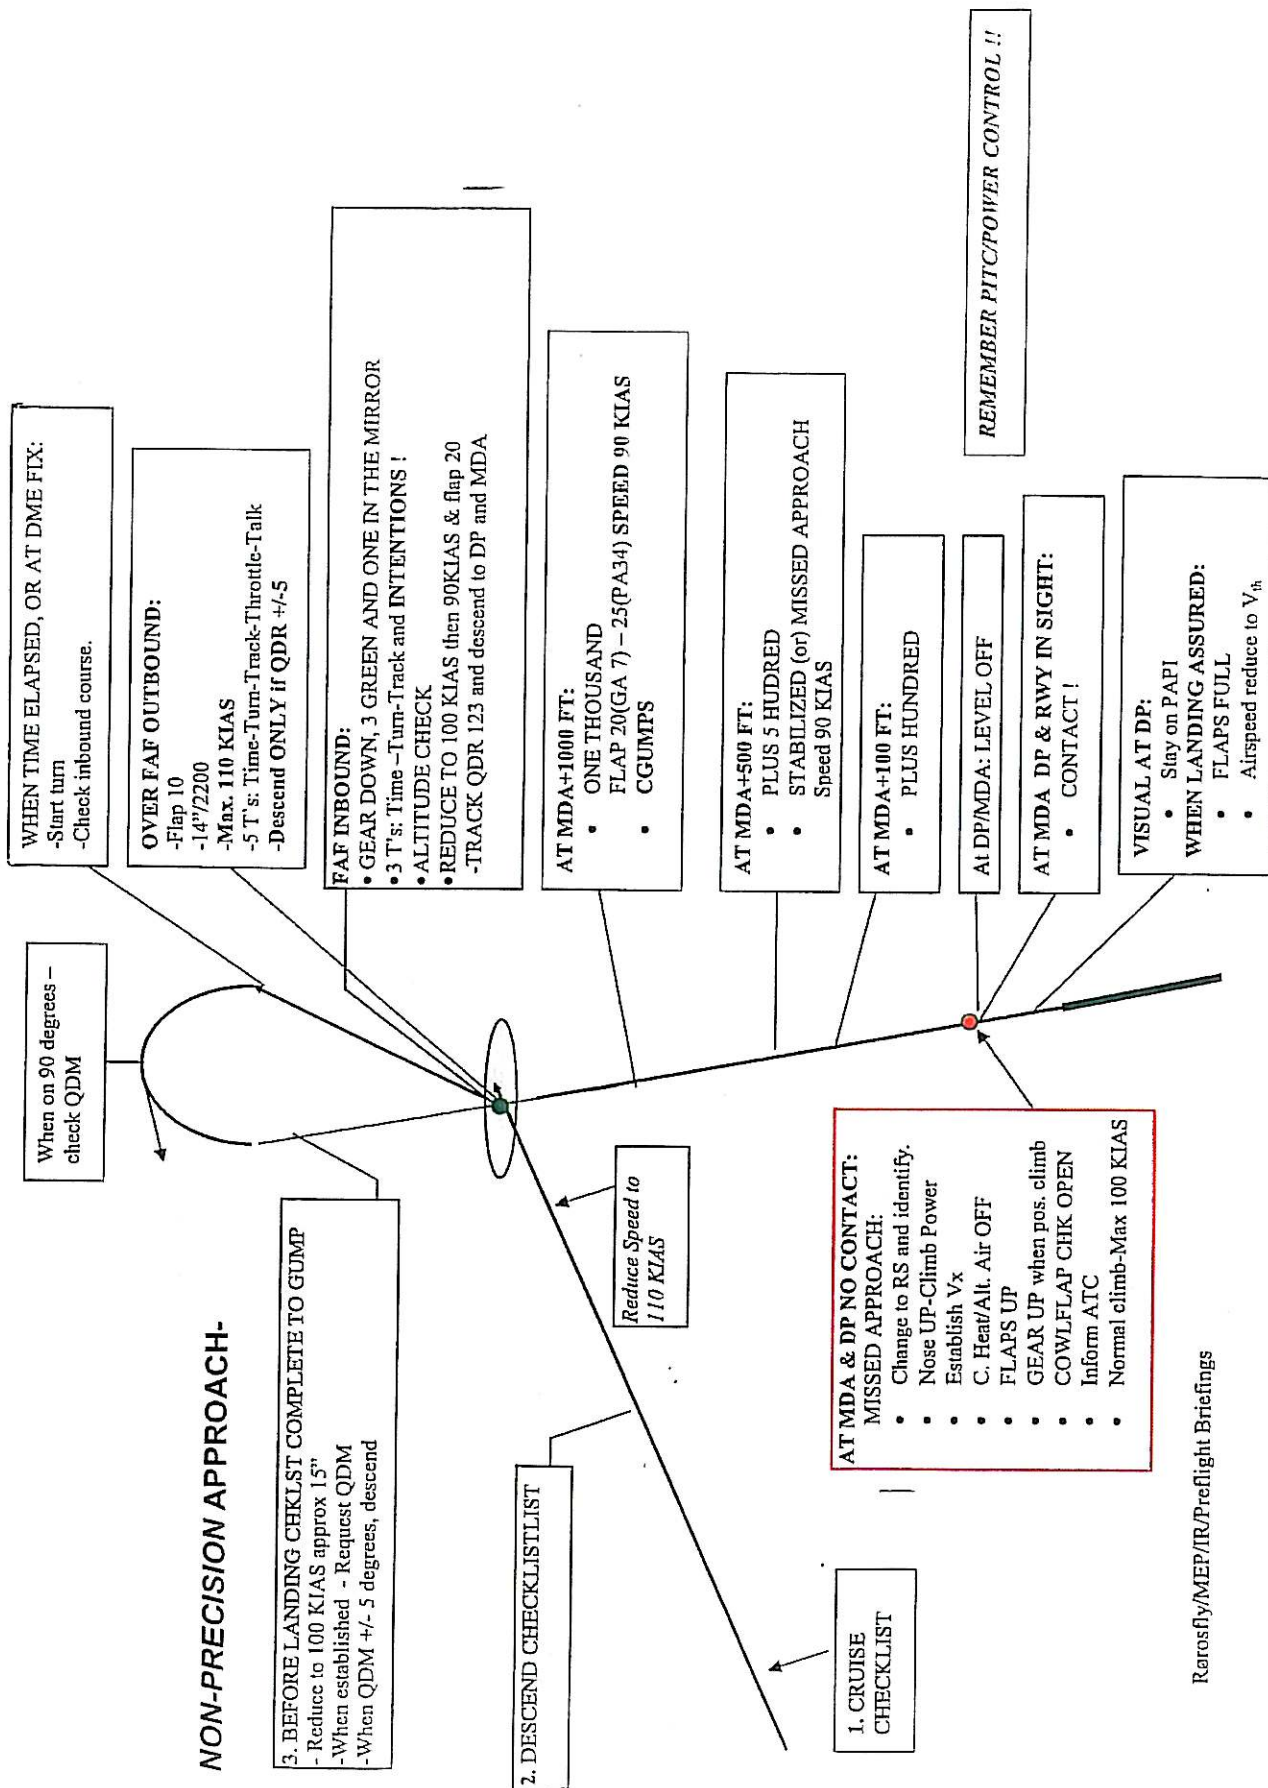 NON-PRECISION APPROACH-
3. BEFORE LANDING CHKLST COMPLETE TO GUMP
- Reduce to 100 KIAS approx 15"
-When established - Request QDM
-When QDM +/- 5 degrees, descend
2. DESCEND CHECKLISTLIST
1. CRUISE
CHECKLIST
Reduce Speed to
110 KIAS
When on 90 degrees –
check QDM
WHEN TIME ELAPSED, OR AT DME FIX:
-Start turn
-Check inbound course.
OVER FAF OUTBOUND:
-Flap 10
-14"/2200
-Max. 110 KIAS
-5 T's: Time-Turn-Track-Throttle-Talk
-Descend ONLY if QDR +/-5
FAF INBOUND:
• GEAR DOWN, 3 GREEN AND ONE IN THE MIRROR
•3 T's: Time –Turn-Track and INTENTIONS !
•ALTITUDE CHECK
•REDUCE TO 100 KIAS then 90KIAS & flap 20
-TRACK QDR 123 and descend to DP and MDA
AT MDA+1000 FT:
• ONE THOUSAND
FLAP 20(GA 7) – 25(PA34) SPEED 90 KIAS
• CGUMPS
AT MDA+500 FT:
• PLUS 5 HUDRED
• STABILIZED (or) MISSED APPROACH
Speed 90 KIAS
AT MDA+100 FT:
• PLUS HUNDRED
At DP/MDA: LEVEL OFF
AT MDA DP & RWY IN SIGHT:
• CONTACT !
VISUAL AT DP:
• Stay on PAPI
WHEN LANDING ASSURED:
• FLAPS FULL
• Airspeed reduce to Vth
REMEMBER PITC/POWER CONTROL !!
AT MDA & DP NO CONTACT:
MISSED APPROACH:
• Change to RS and identify.
• Nose UP-Climb Power
Establish Vx
• C. Heat/Alt. Air OFF
• FLAPS UP
• GEAR UP when pos. climb
• COWLFLAP CHK OPEN
• Inform ATC
• Normal climb-Max 100 KIAS
Rørosfly/MEP/IR/Preflight Briefings